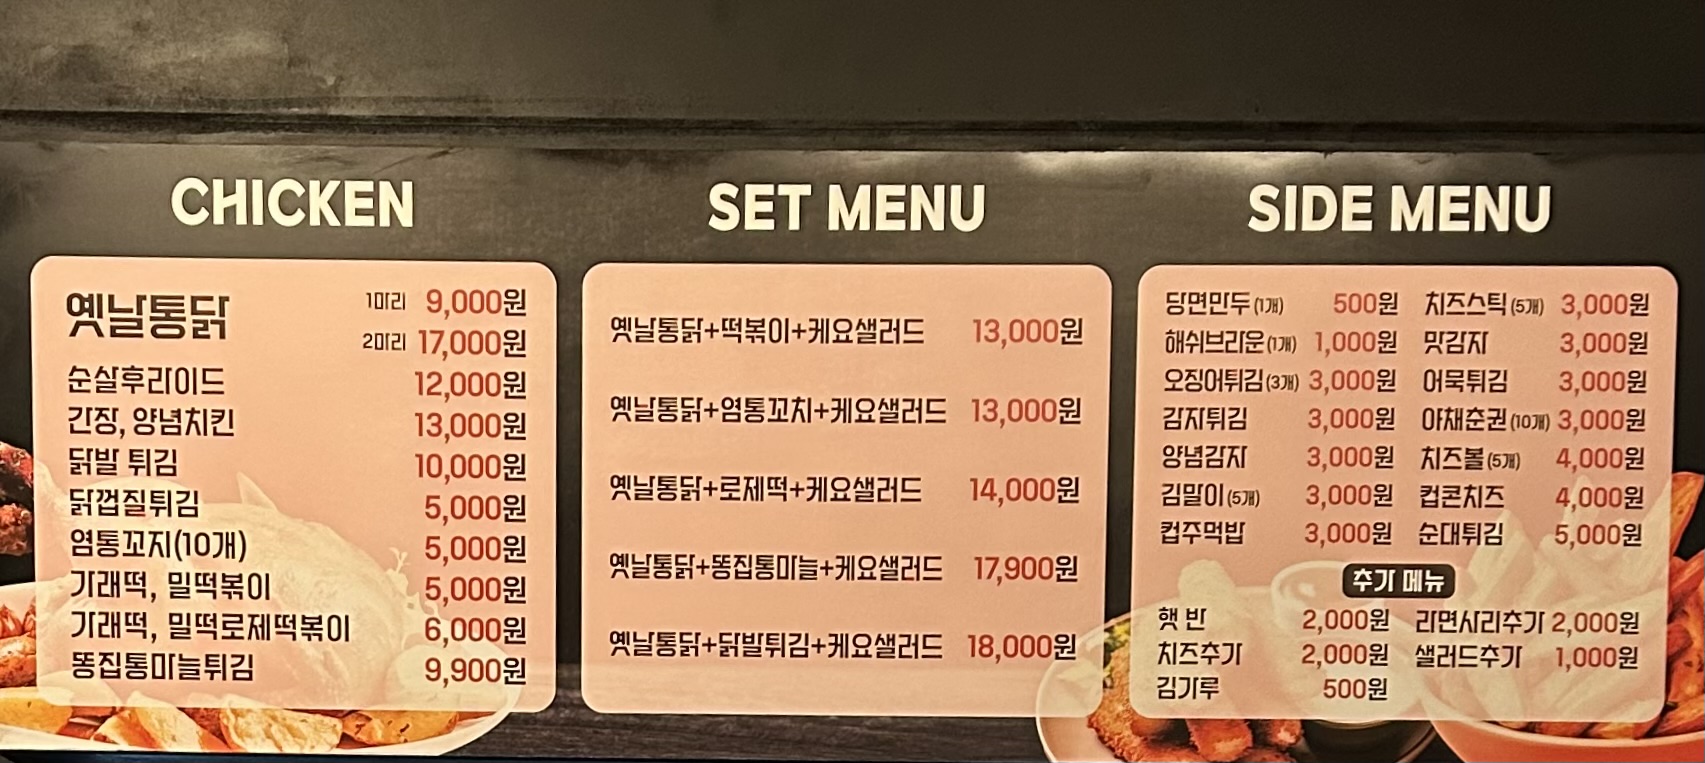 CHICKEN
옛날통닭 1마리 9,000원
2마리 17,000원
순살후라이드 12,000원
간장, 양념치킨 13,000원
닭발 튀김 10,000원
닭껍질튀김 5,000원
염통꼬지(10개) 5,000원
가래떡, 밀떡볶이 5,000원
가래떡, 밀떡로제떡볶이 6,000원
똥집통마늘튀김 9,900원
SET MENU
옛날통닭+떡볶이+케요샐러드 13,000원
옛날통닭+염통꼬치+케요샐러드 13,000원
옛날통닭+로제떡+케요샐러드 14,000원
옛날통닭+똥집통마늘+케요샐러드 17,900원
옛날통닭+닭발튀김+케요샐러드 18,000원
SIDE MENU
당면만두(1개) 500원 치즈스틱(5개) 3,000원
해쉬브라운(1개) 1,000원 맛감자 3,000원
오징어튀김(3개) 3,000원 어묵튀김 3,000원
감자튀김 3,000원 야채춘권(10개) 3,000원
양념감자 3,000원 치즈볼(5개) 4,000원
김말이(5개) 3,000원 컵콘치즈 4,000원
컵주먹밥 3,000원 순대튀김 5,000원
추가 메뉴
햇반 2,000원 라면사리추가 2,000원
치즈추가 2,000원 샐러드추가 1,000원
김가루 500원